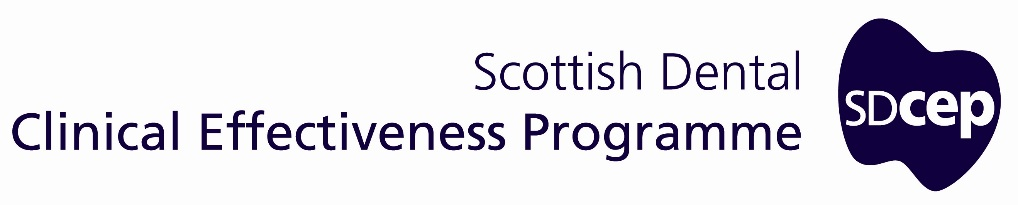 Scottish Dental
Clinical Effectiveness Programme
SDcep